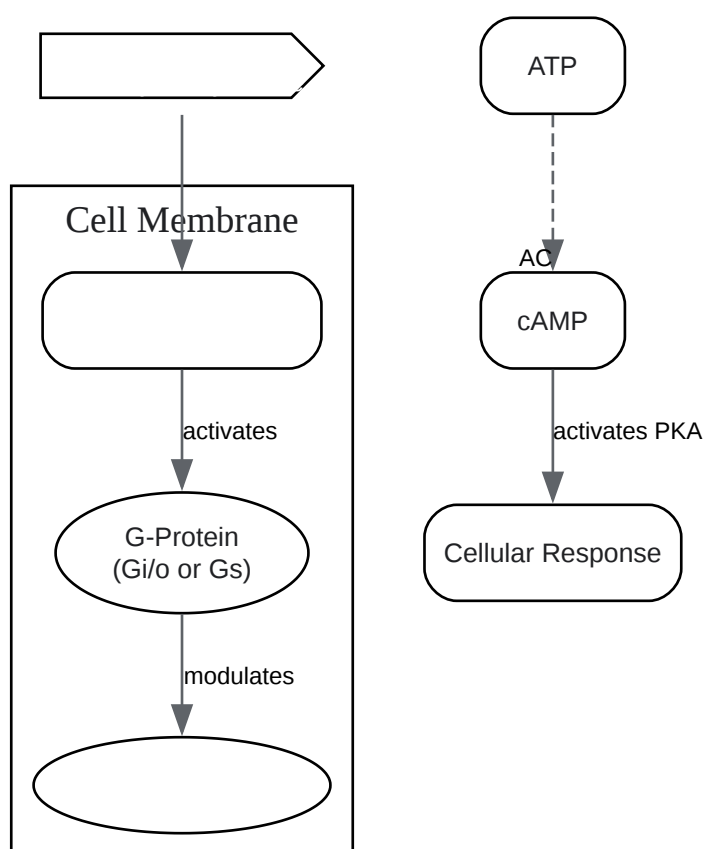 ATP
Cell Membrane
AC
cAMP
activates
activates PKA
G-Protein
(Gi/o or Gs)
Cellular Response
modulates